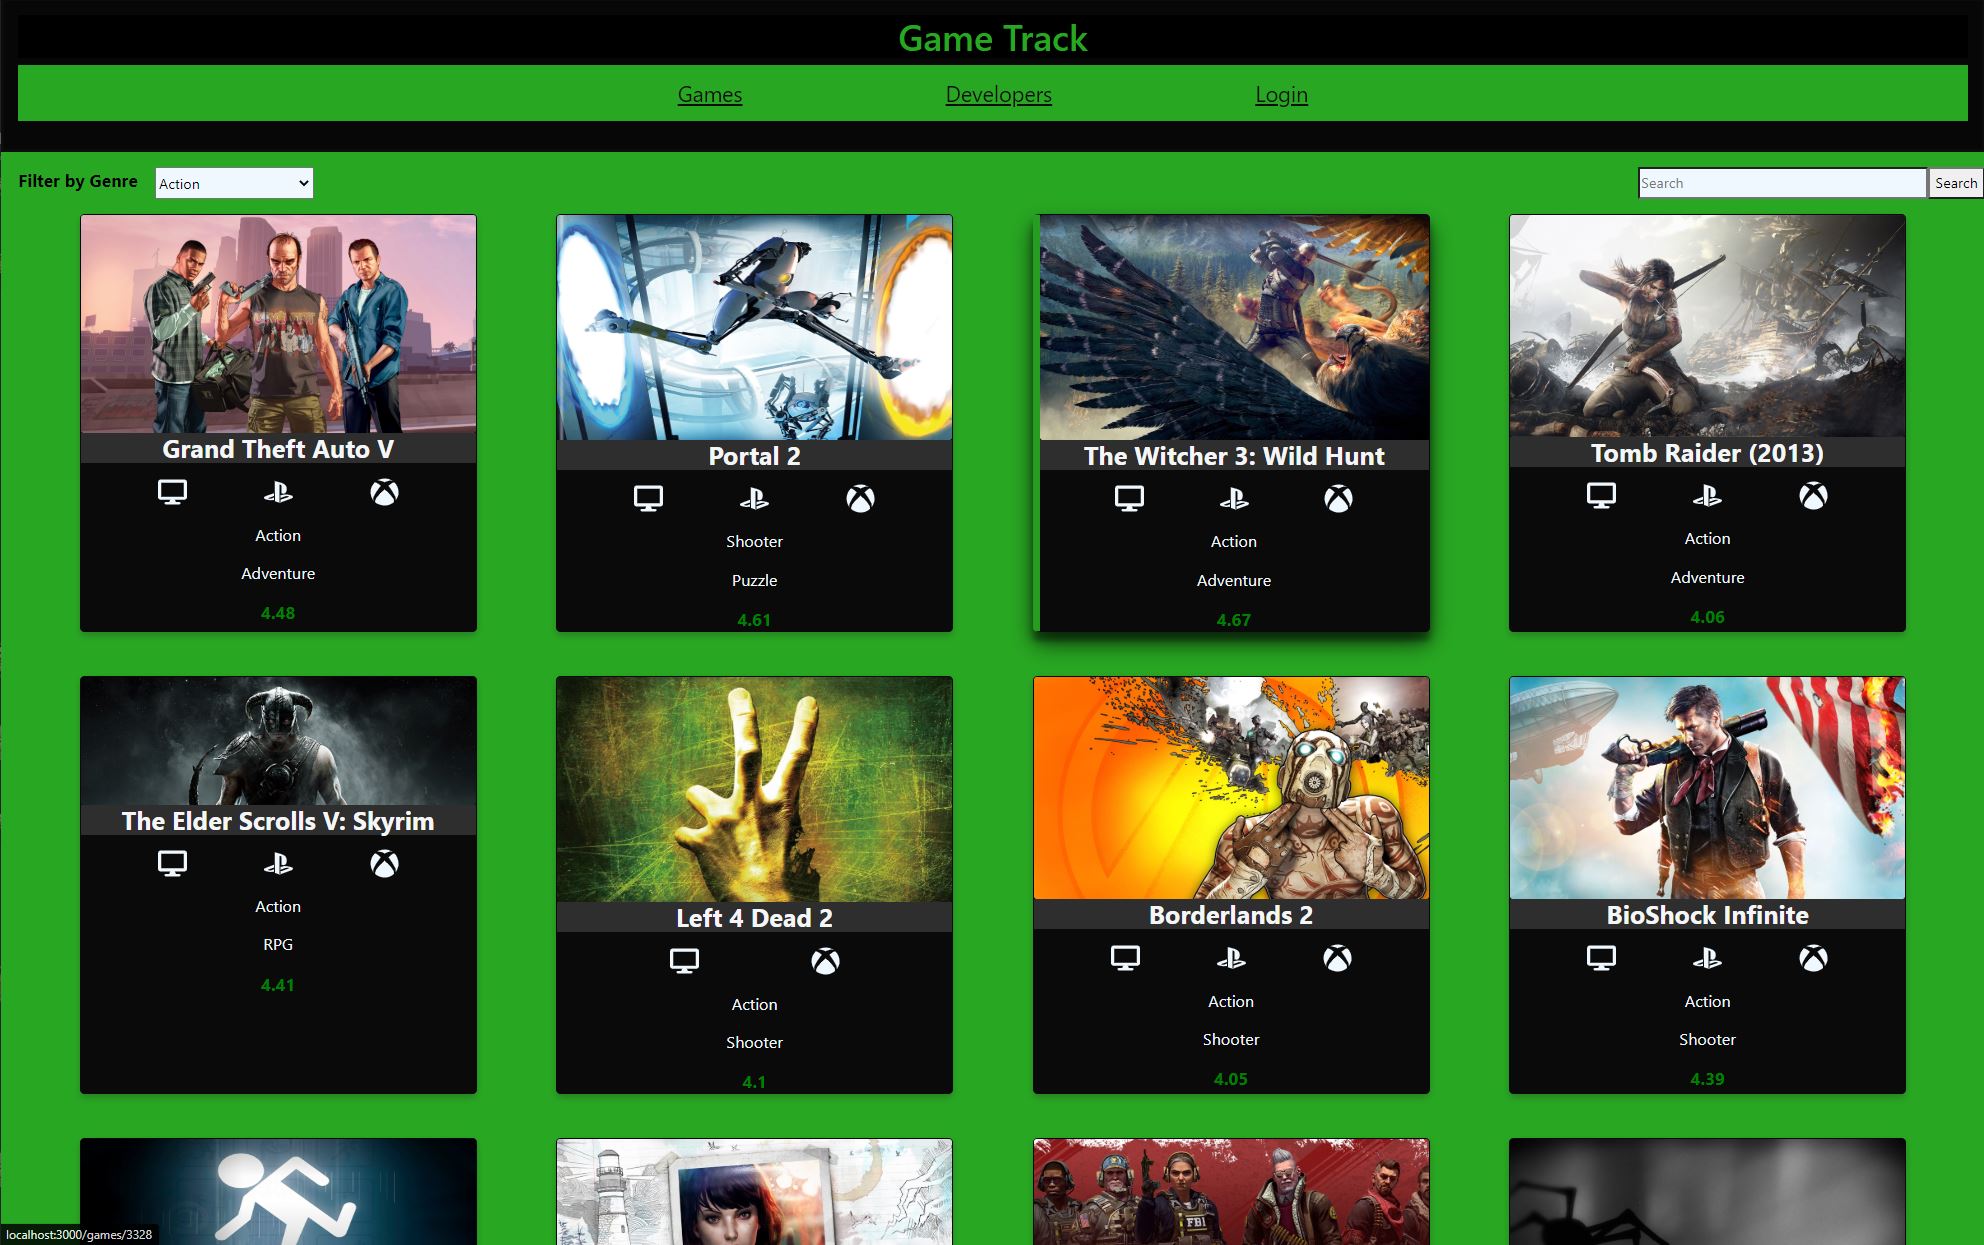 Game Track
Games Developers Login
Filter by Genre Action Search Search
Grand Theft Auto V
Action
Adventure
4.48
Portal 2
Shooter
Puzzle
4.61
The Witcher 3: Wild Hunt
Action
Adventure
4.67
Tomb Raider (2013)
Action
Adventure
4.06
The Elder Scrolls V: Skyrim
Action
RPG
4.41
Left 4 Dead 2
Action
Shooter
4.1
Borderlands 2
Action
Shooter
4.05
BioShock Infinite
Action
Shooter
4.39
FBI
localhost:3000/games/3328